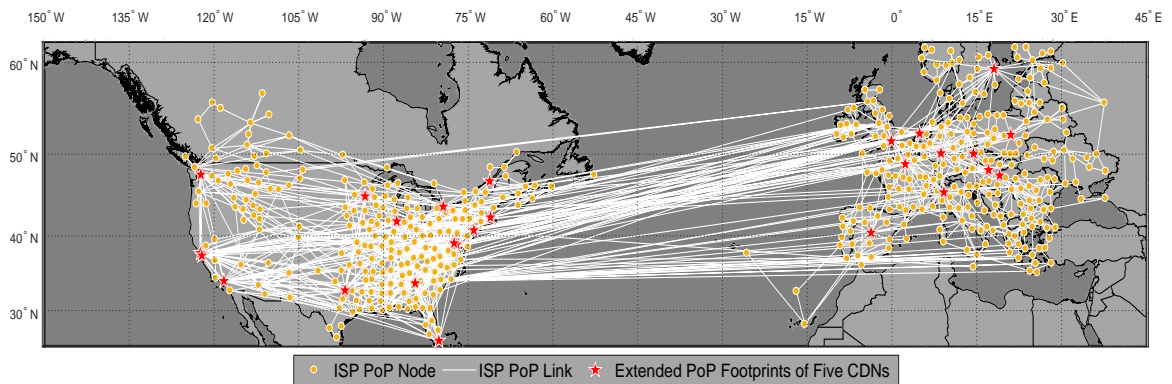 150°W 135°W 120°W 105°W 90°W 75°W 60°W 45°W 30°W 15°W 0° 15°E 30°E 45°E
60°N
50°N
40°N
30°N
ISP PoP Node ISP PoP Link Extended PoP Footprints of Five CDNs